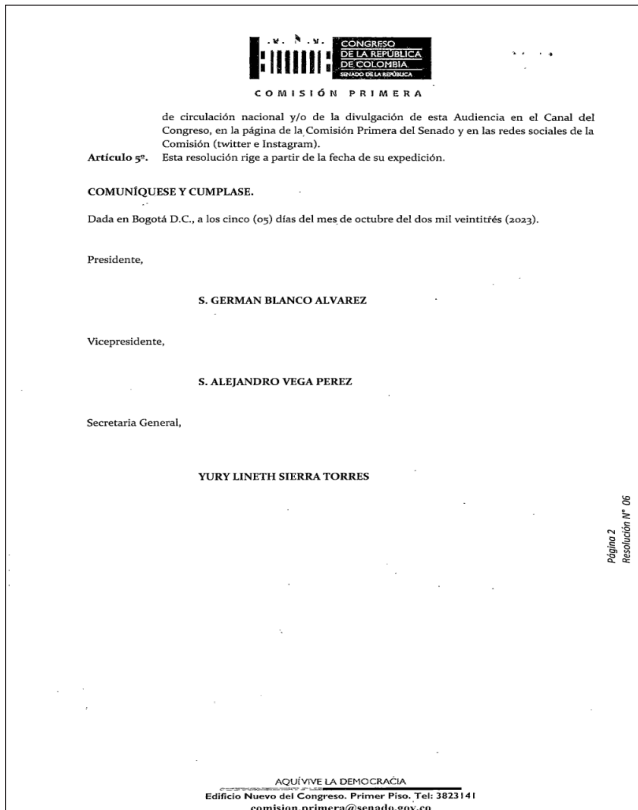 CONGRESO
DE LA REPÚBLICA
DE COLOMBIA
SENADO DE LA REPÚBLICA
COMISIÓN PRIMERA
de circulación nacional y/o de la divulgación de esta Audiencia en el Canal del
Congreso, en la página de la Comisión Primera del Senado y en las redes sociales de la
Comisión (twitter e Instagram).
Artículo 5º. Esta resolución rige a partir de la fecha de su expedición.
COMUNÍQUESE Y CUMPLASE.
Dada en Bogotá D.C., a los cinco (05) días del mes de octubre del dos mil veintitrés (2023).
Presidente,
S. GERMAN BLANCO ALVAREZ
Vicepresidente,
S. ALEJANDRO VEGA PEREZ
Secretaria General,
YURY LINETH SIERRA TORRES
Página 2
Resolución N° 06
AQUÍ VIVE LA DEMOCRACIA
Edificio Nuevo del Congreso. Primer Piso. Tel: 3823141
comision.primera@senado.gov.co